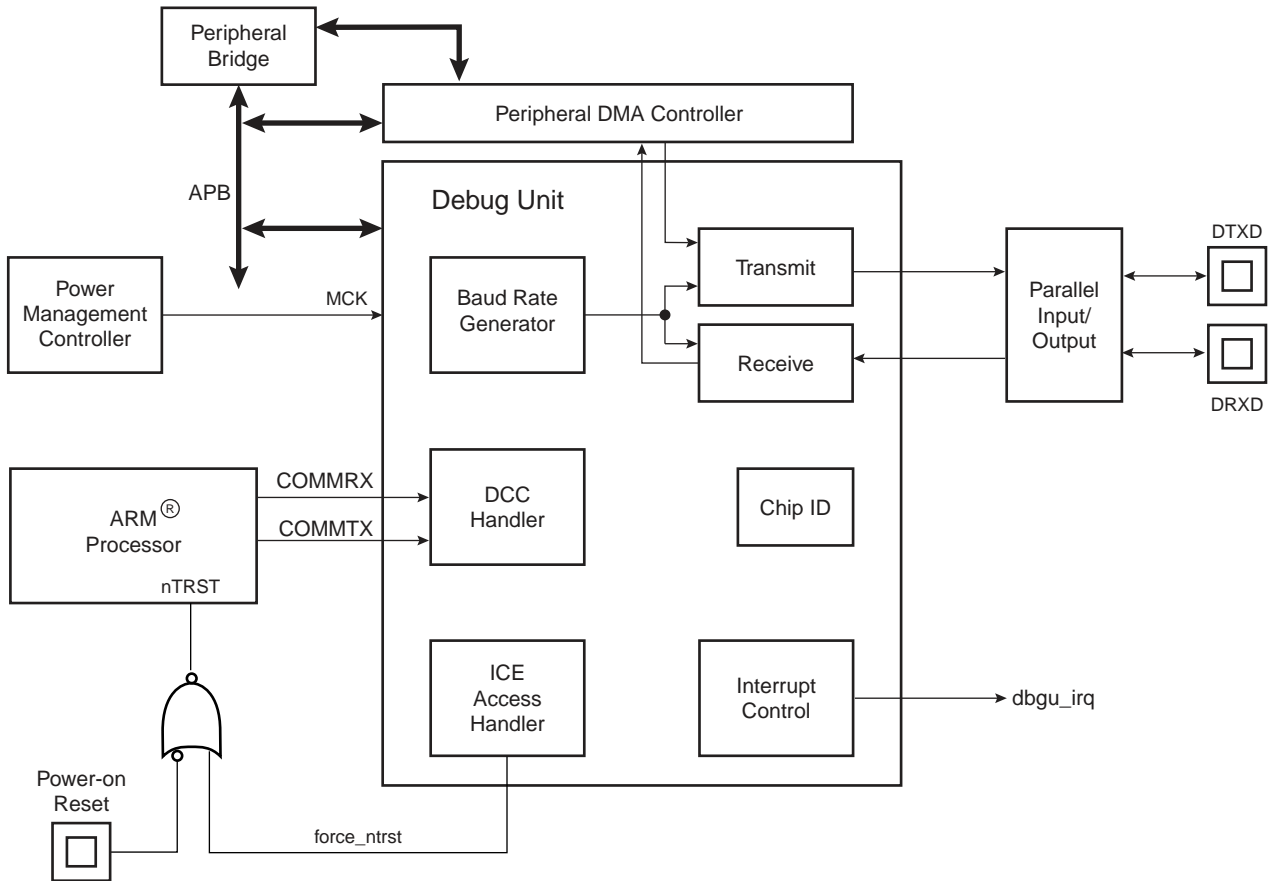 Peripheral
Bridge
Peripheral DMA Controller
APB
Debug Unit
DTXD
Transmit
Power
Management
Controller
MCK
Baud Rate
Generator
Parallel
Input/
Output
Receive
DRXD
COMMRX
DCC
Handler
ARM®
Processor
COMMTX
Chip ID
nTRST
ICE
Access
Handler
Interrupt
Control
dbgu_irq
Power-on
Reset
force_ntrst